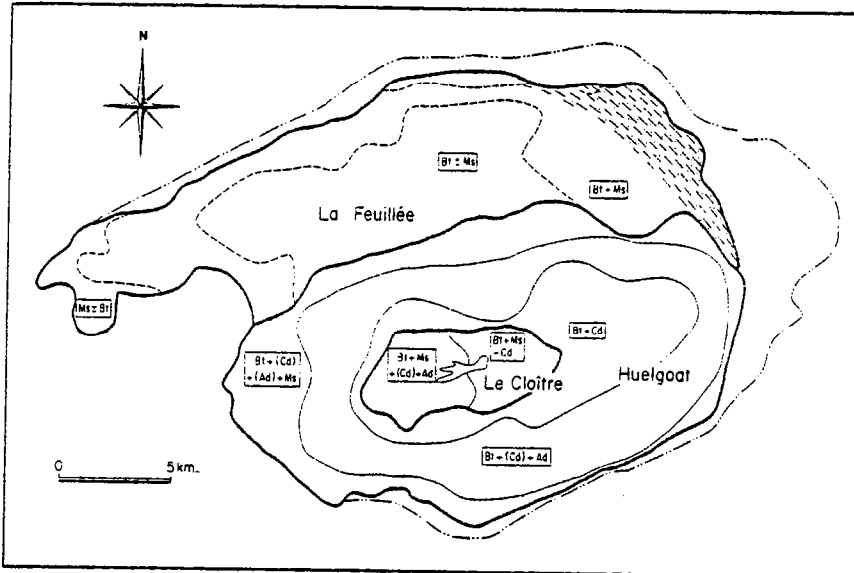 N
Bt ± Ms
Bt + Ms
La Feuillée
Ms ± Bt
Bt + Cd
Bt + Ms
- Cd
Bt + Ms
+ (Cd) + Ad
Bt + (Cd)
+ (Ad) + Ms
Le Cloître
Huelgoat
Bt + (Cd) + Ad
0 5 km